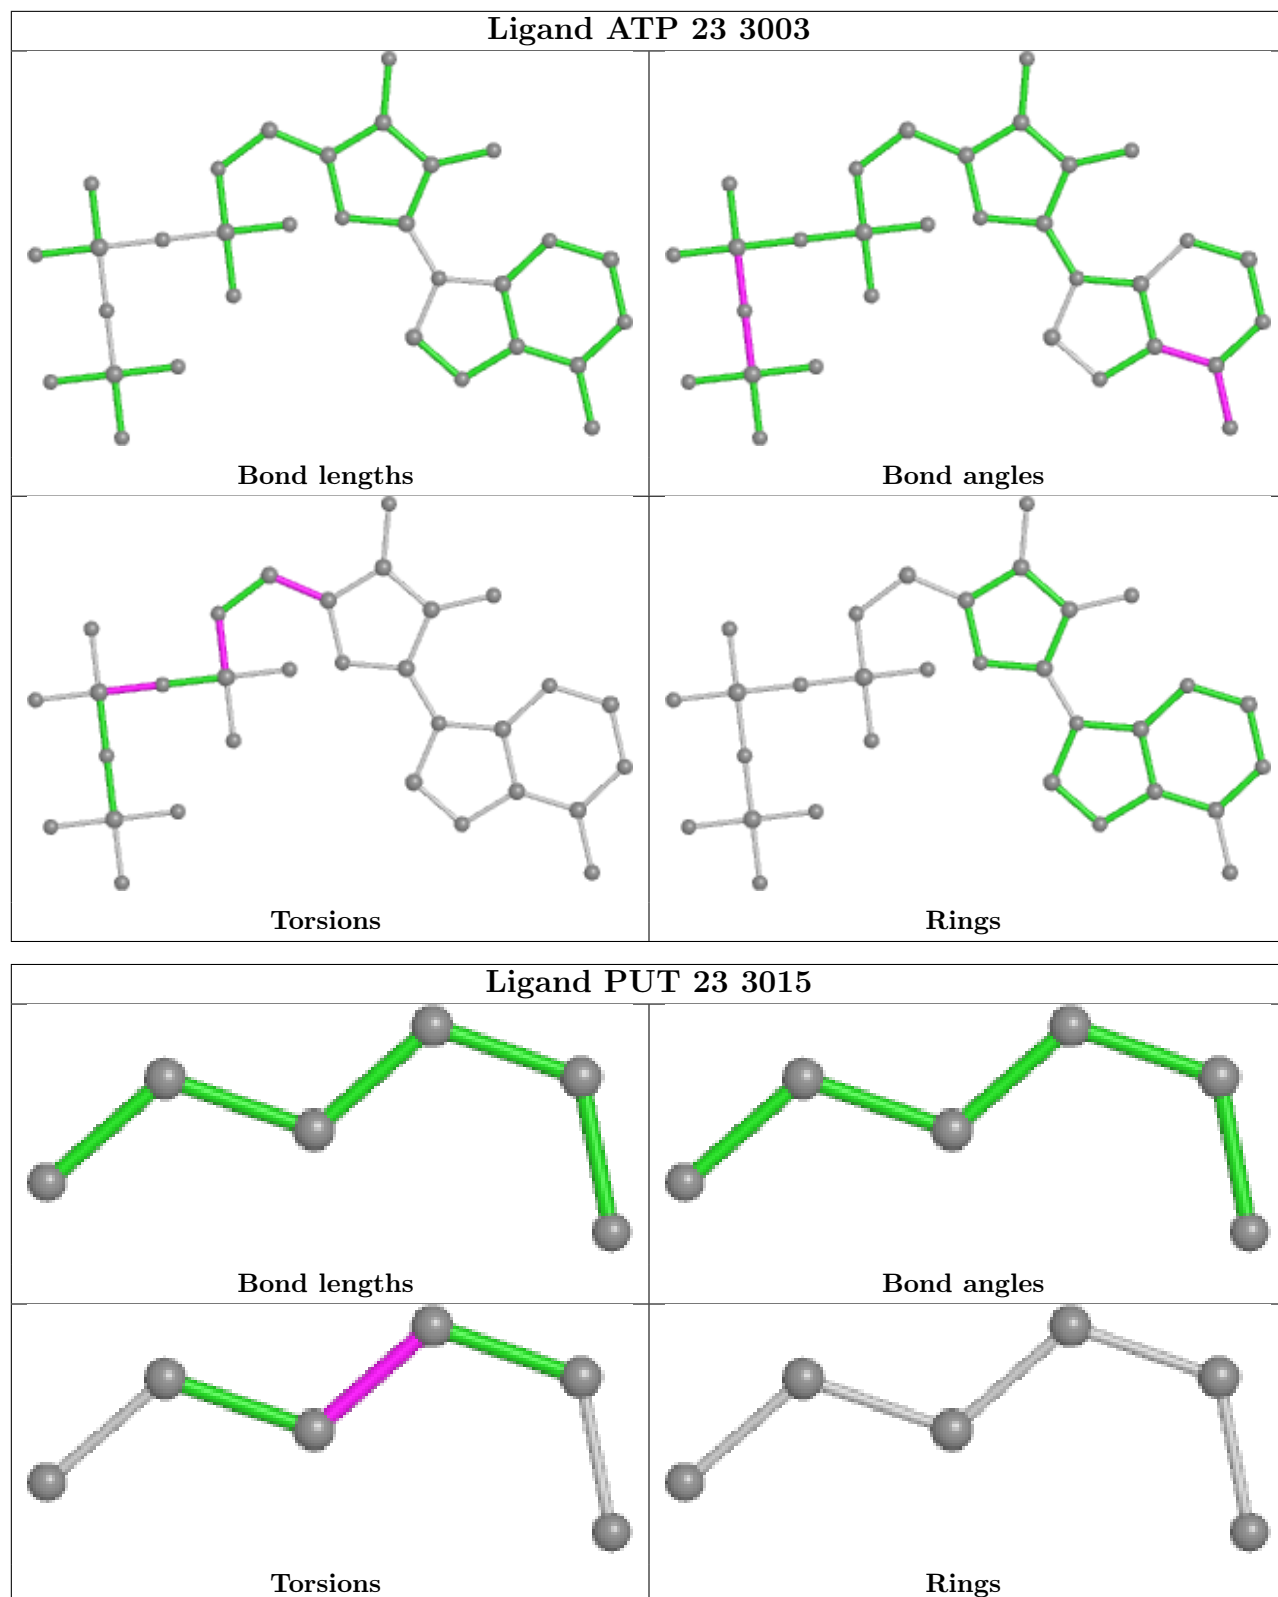 Ligand ATP 23 3003
Bond lengths
Bond angles
Torsions
Rings
Ligand PUT 23 3015
Bond lengths
Bond angles
Torsions
Rings